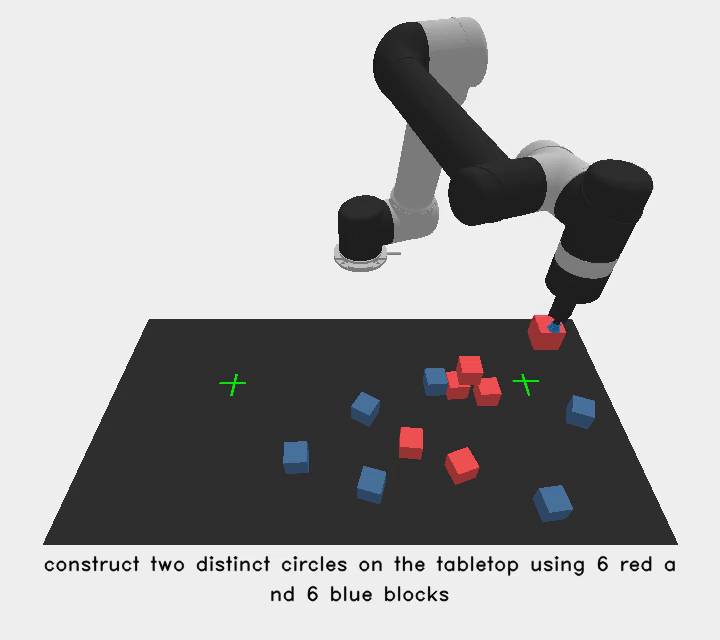 construct two distinct circles on the tabletop using 6 red a
nd 6 blue blocks